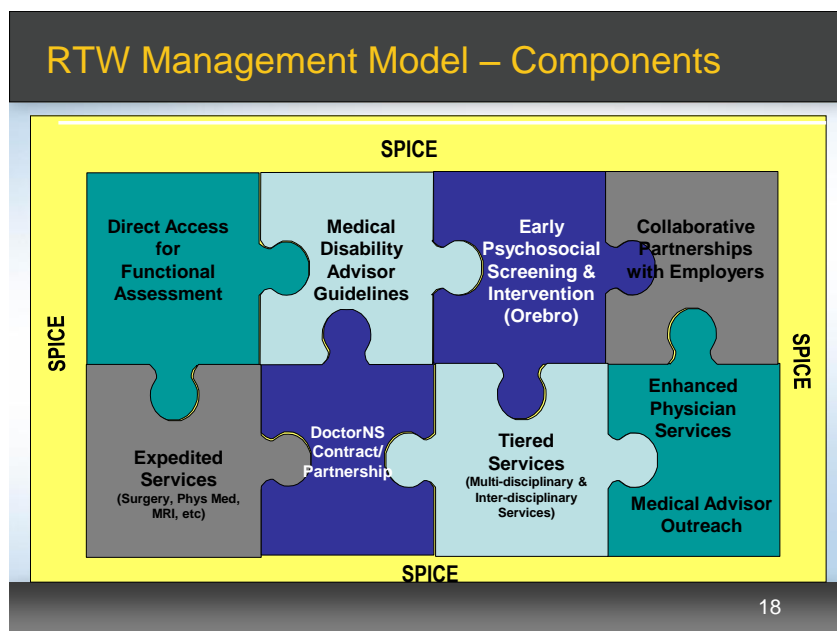 RTW Management Model – Components
SPICE
Direct Access
for
Functional
Assessment
Medical
Disability
Advisor
Guidelines
Early
Psychosocial
Screening &
Intervention
(Orebro)
Collaborative
Partnerships
with Employers
SPICE
SPICE
Expedited
Services
(Surgery, Phys Med,
MRI, etc)
DoctorNS
Contract/
Partnership
Tiered
Services
(Multi-disciplinary &
Inter-disciplinary
Services)
Enhanced
Physician
Services
Medical Advisor
Outreach
SPICE
18